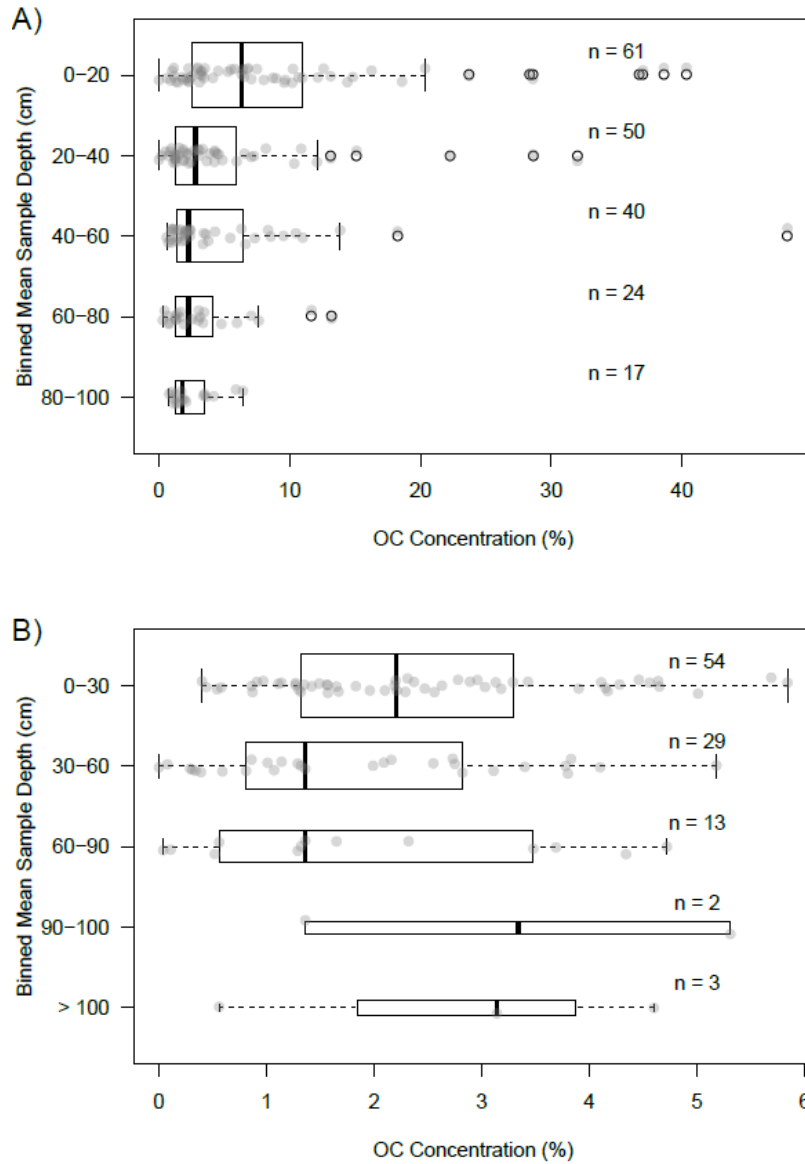 A)
Binned Mean Sample Depth (cm)
0−20
n = 61
20−40
n = 50
40−60
n = 40
60−80
n = 24
80−100
n = 17
0 10 20 30 40
OC Concentration (%)
B)
Binned Mean Sample Depth (cm)
0−30
n = 54
30−60
n = 29
60−90
n = 13
90−100
n = 2
> 100
n = 3
0 1 2 3 4 5 6
OC Concentration (%)